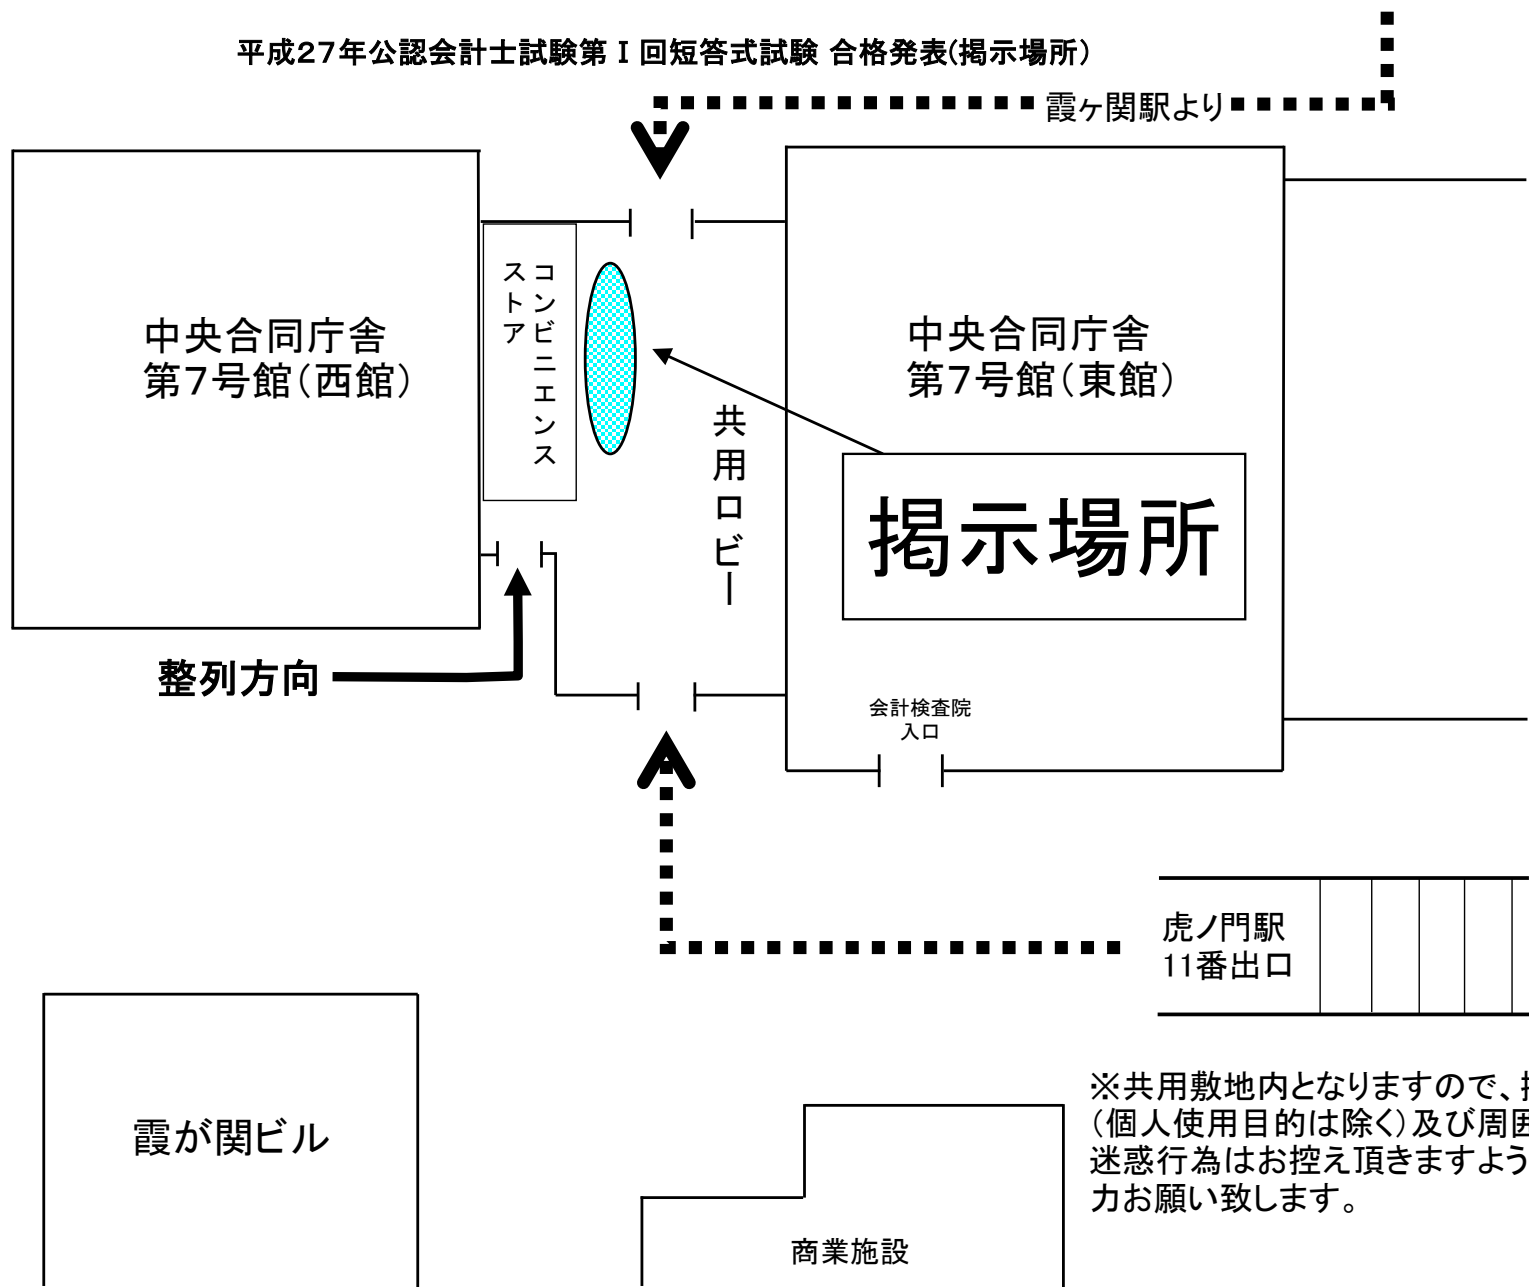 平成27年公認会計士試験第Ⅰ回短答式試験 合格発表(掲示場所)
霞ヶ関駅より
中央合同庁舎
第7号館(西館)
コンビニエンス
ストア
共用ロビー
中央合同庁舎
第7号館(東館)
掲示場所
整列方向
会計検査院
入口
虎ノ門駅
11番出口
霞が関ビル
商業施設
※共用敷地内となりますので、
(個人使用目的は除く)及び周囲
迷惑行為はお控え頂きますよう
力お願い致します。